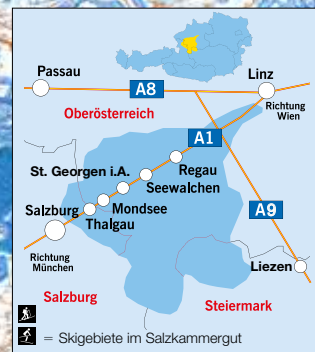 Passau
Linz
A8
Oberösterreich
Richtung
Wien
A1
St. Georgen i.A.
Regau
Seewalchen
Salzburg
Mondsee
Thalgau
A9
Richtung
München
Liezen
Salzburg
Steiermark
= Skigebiete im Salzkammergut